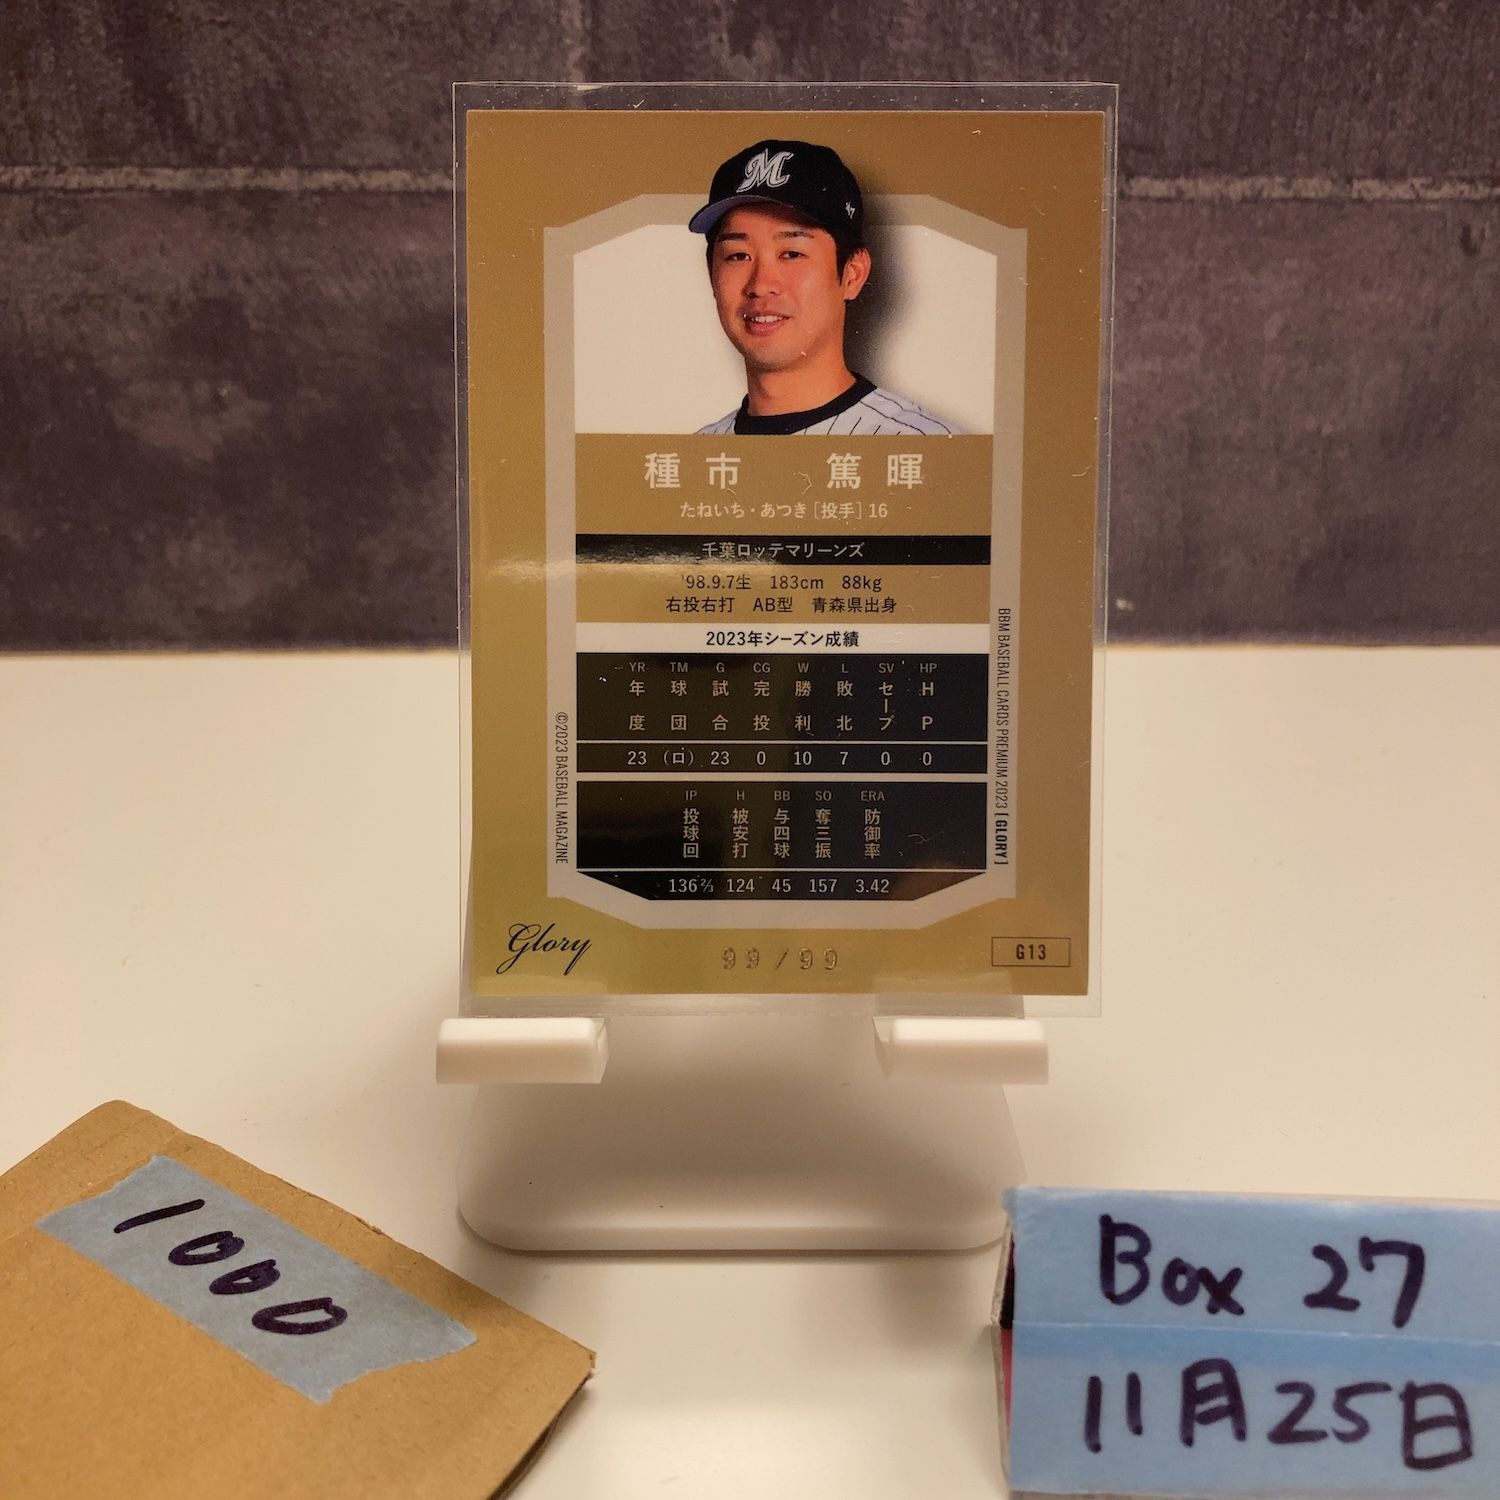 M
47
種市 篤暉
たねいち・あつき [投手] 16
千葉ロッテマリーンズ
'98.9.7生 183cm 88kg
右投右打 AB型 青森県出身
2023年シーズン成績
YR TM G CG W L SV HP
年度 球団 試合 完投 勝利 敗北 セーブ HP
23 (ロ) 23 0 10 7 0 0
IP H BB SO ERA
投球回 被安打 与四球 奪三振 防御率
136⅔ 124 45 157 3.42
©2023 BASEBALL MAGAZINE
BBM BASEBALL CARDS PREMIUM 2023 [GLORY]
Glory
99/99
G13
1000
Box 27
11月25日